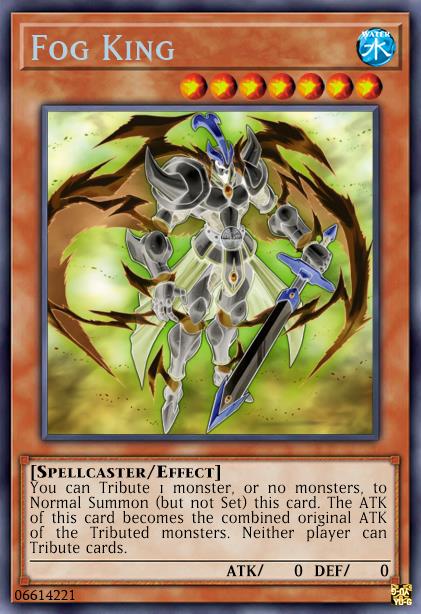 Fog King
WATER
水
[Spellcaster/Effect]
You can Tribute 1 monster, or no monsters, to
Normal Summon (but not Set) this card. The ATK
of this card becomes the combined original ATK
of the Tributed monsters. Neither player can
Tribute cards.
ATK/ 0 DEF/ 0
06614221